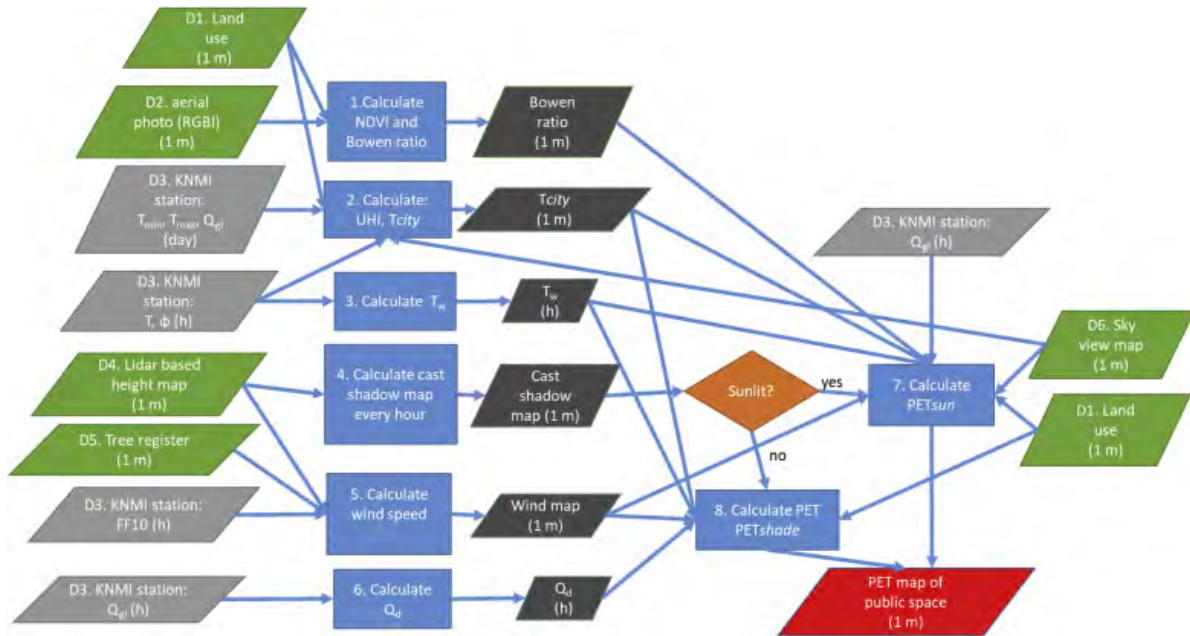 D1. Land
use
(1 m)
D2. aerial
photo (RGBI)
(1 m)
1.Calculate
NDVI and
Bowen ratio
Bowen
ratio
(1 m)
D3. KNMI
station:
Tmin, Tmax, Qgl
(day)
2. Calculate:
UHI, Tcity
Tcity
(1 m)
D3. KNMI station:
Qgl (h)
D3. KNMI
station:
T, ϕ (h)
3. Calculate Tw
Tw
(h)
D6. Sky
view map
(1 m)
D4. Lidar based
height map
(1 m)
4. Calculate cast
shadow map
every hour
Cast
shadow
map (1 m)
Sunlit?
yes
7. Calculate
PETsun
D1. Land
use
(1 m)
D5. Tree register
(1 m)
no
D3. KNMI station:
FF10 (h)
5. Calculate
wind speed
Wind map
(1 m)
8. Calculate PET
PETshade
D3. KNMI station:
Qgl (h)
6. Calculate
Qd
Qd
(h)
PET map of
public space
(1 m)